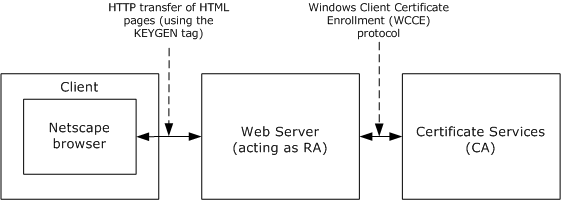 HTTP transfer of HTML
pages (using the
KEYGEN tag)
Windows Client Certificate
Enrollment (WCCE)
protocol
Client
Netscape
browser
Web Server
(acting as RA)
Certificate Services
(CA)